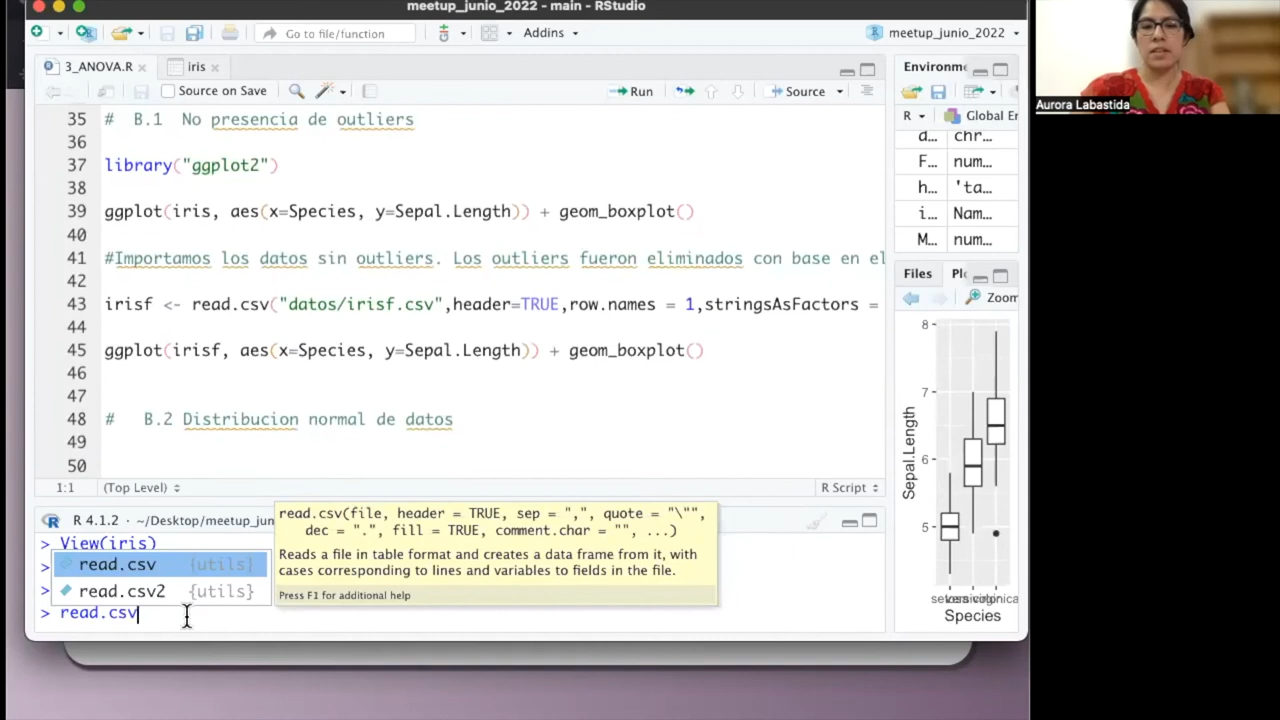 meetup_junio_2022 - main - RStudio
Go to file/function
Addins
meetup_junio_2022
3_ANOVA.R
iris
Source on Save
Run
Source
35 # B.1 No presencia de outliers
36
37 library("ggplot2")
38
39 ggplot(iris, aes(x=Species, y=Sepal.Length)) + geom_boxplot()
40
41 #Importamos los datos sin outliers. Los outliers fueron eliminados con base en el
42
43 irisf <- read.csv("datos/irisf.csv",header=TRUE,row.names = 1,stringsAsFactors =
44
45 ggplot(irisf, aes(x=Species, y=Sepal.Length)) + geom_boxplot()
46
47
48 # B.2 Distribucion normal de datos
49
50
1:1 (Top Level) R Script
R 4.1.2 · ~/Desktop/meetup_jun
> View(iris)
>
>
> read.csv
read.csv {utils}
read.csv2 {utils}
read.csv(file, header = TRUE, sep = ",", quote = "\"",
dec = ".", fill = TRUE, comment.char = "", ...)
Reads a file in table format and creates a data frame from it, with
cases corresponding to lines and variables to fields in the file.
Press F1 for additional help
Environme
R Global En
d… chr…
F… num…
h… 'ta…
i… Nam…
M… num…
Files Plo
Zoom
8
7
6
5
Sepal.Length
Species
Aurora Labastida